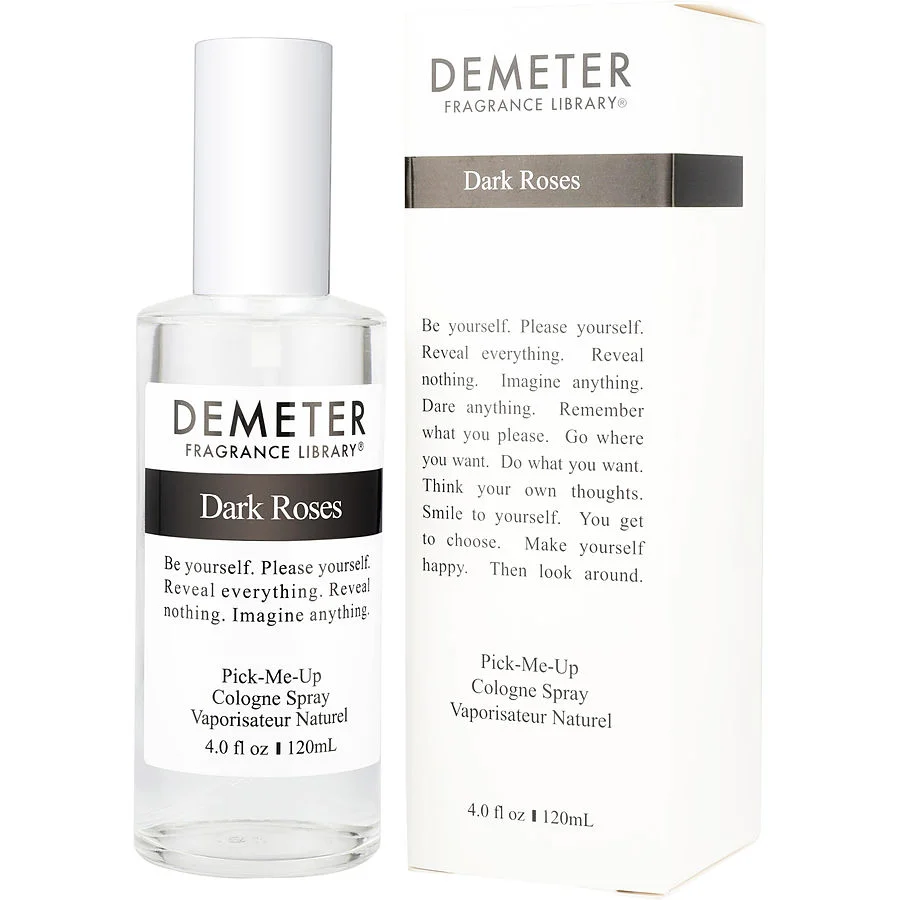 DEMETER
FRAGRANCE LIBRARY®
Dark Roses
Be yourself. Please yourself.
Reveal everything. Reveal
nothing. Imagine anything.
Pick-Me-Up
Cologne Spray
Vaporisateur Naturel
4.0 fl oz ▮ 120mL
DEMETER
FRAGRANCE LIBRARY®
Dark Roses
Be yourself. Please yourself.
Reveal everything. Reveal
nothing. Imagine anything.
Dare anything. Remember
what you please. Go where
you want. Do what you want.
Think your own thoughts.
Smile to yourself. You get
to choose. Make yourself
happy. Then look around.
Pick-Me-Up
Cologne Spray
Vaporisateur Naturel
4.0 fl oz ▮ 120mL